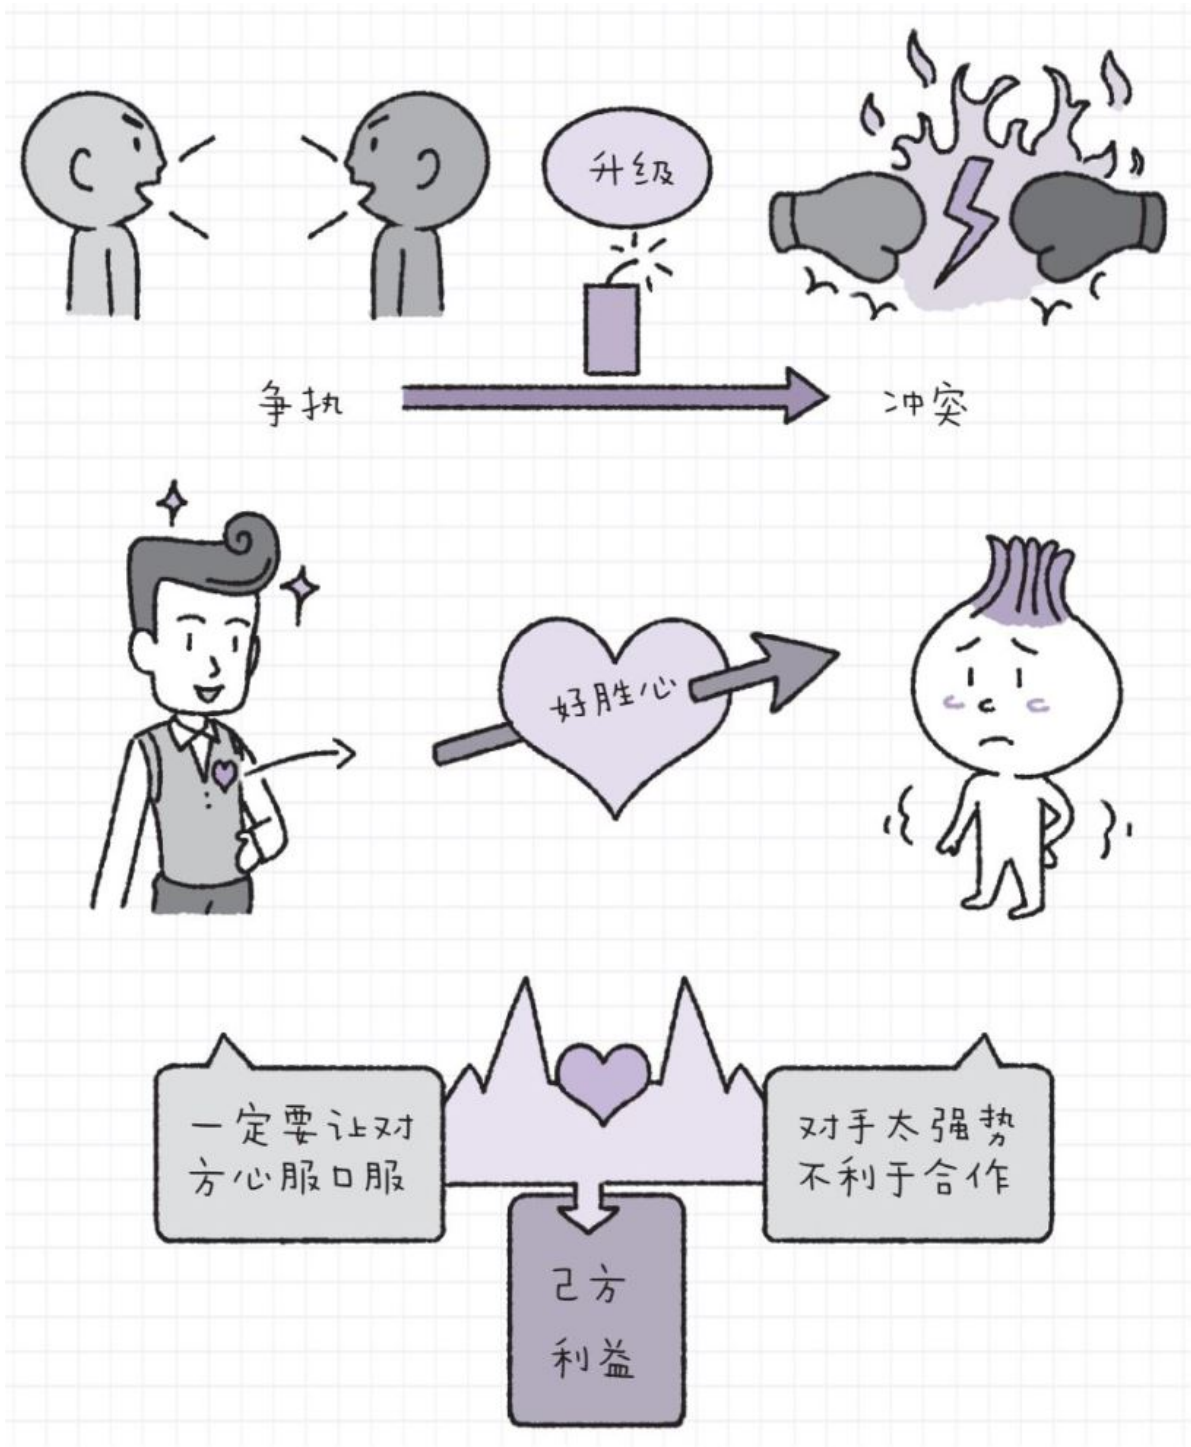 升级
争执
冲突
好胜心
一定要让对
方心服口服
对手太强势
不利于合作
己方
利益